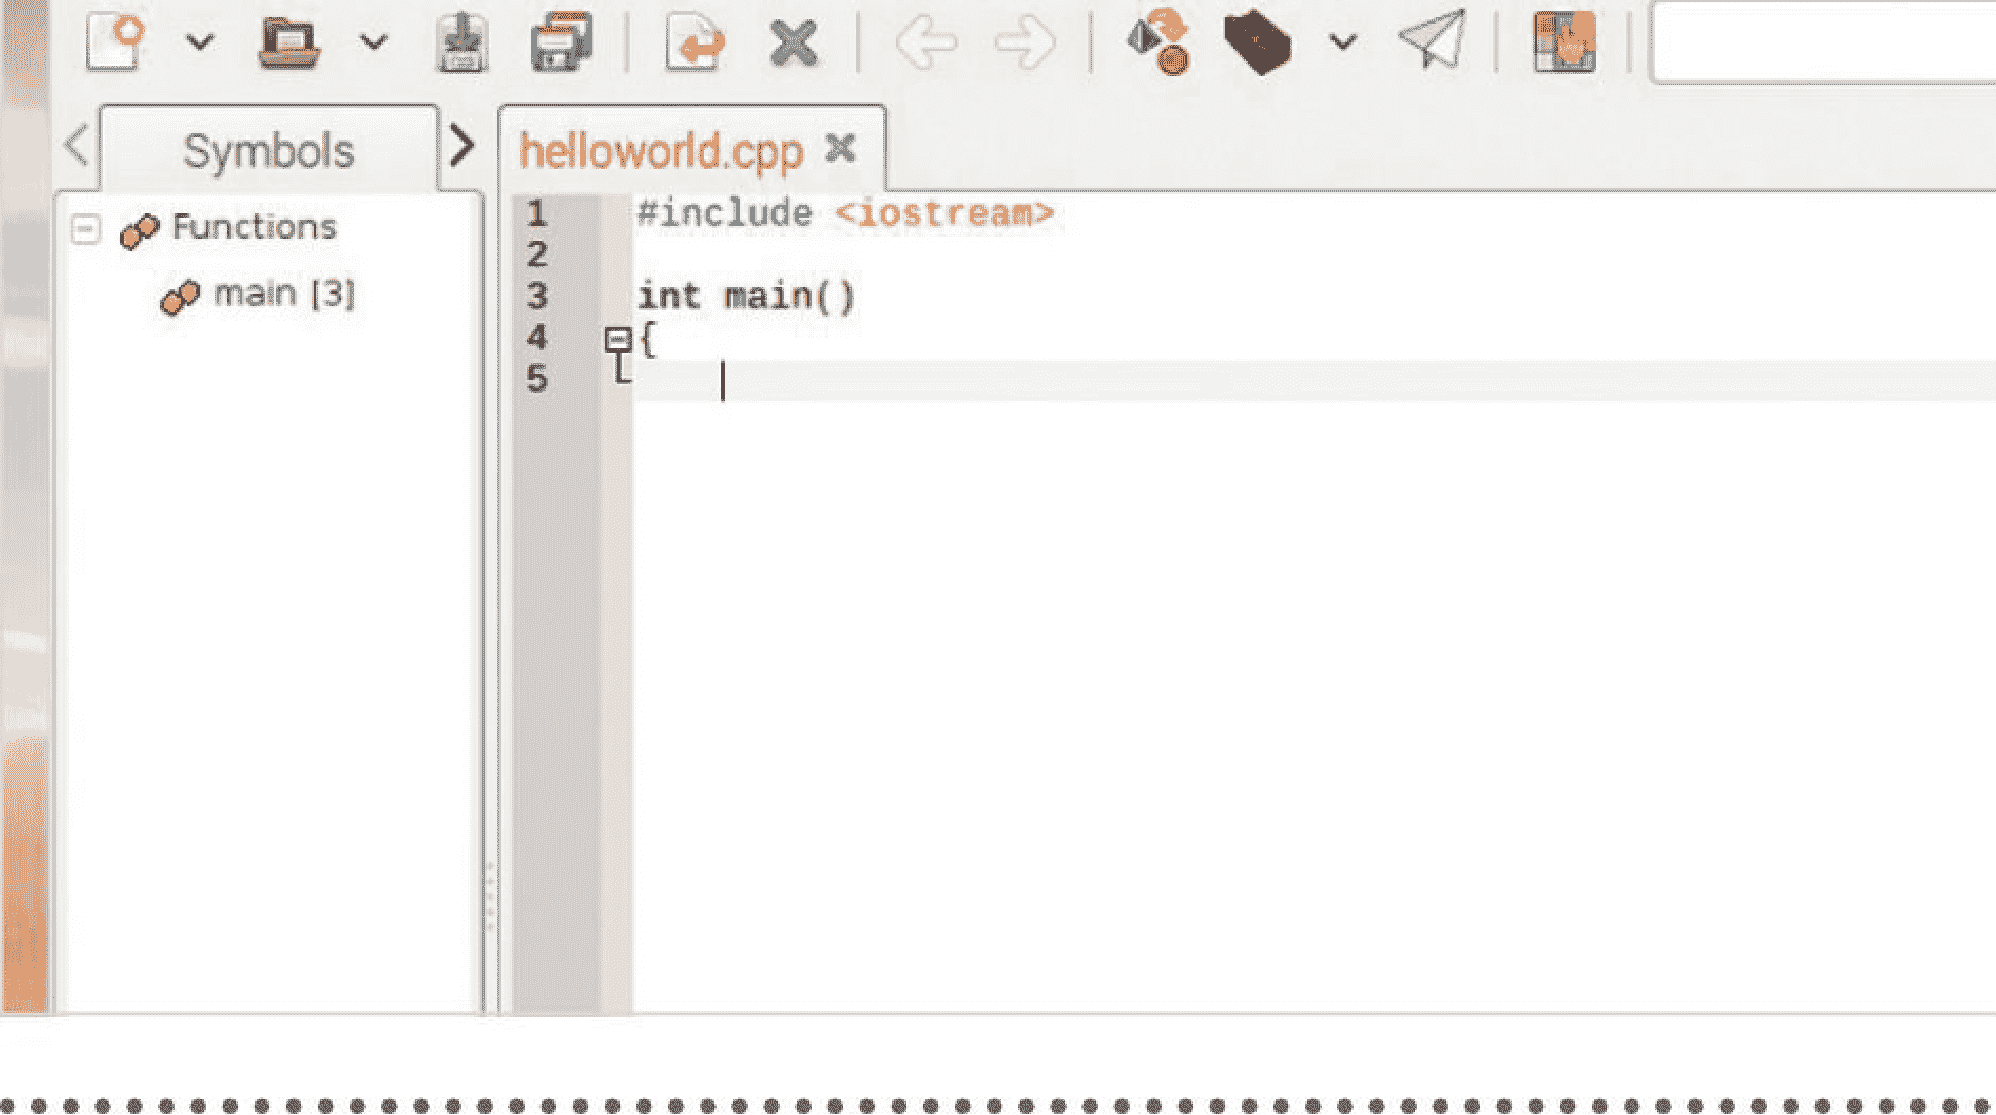 Symbols
helloworld.cpp
Functions
main [3]
1 #include <iostream>
2
3 int main()
4 {
5